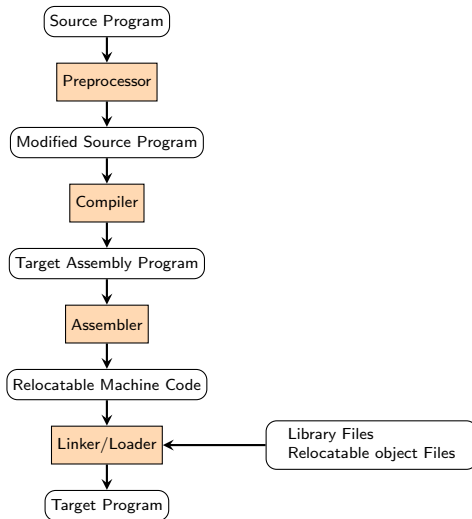 Source Program
Preprocessor
Modified Source Program
Compiler
Target Assembly Program
Assembler
Relocatable Machine Code
Linker/Loader
Library Files
Relocatable object Files
Target Program